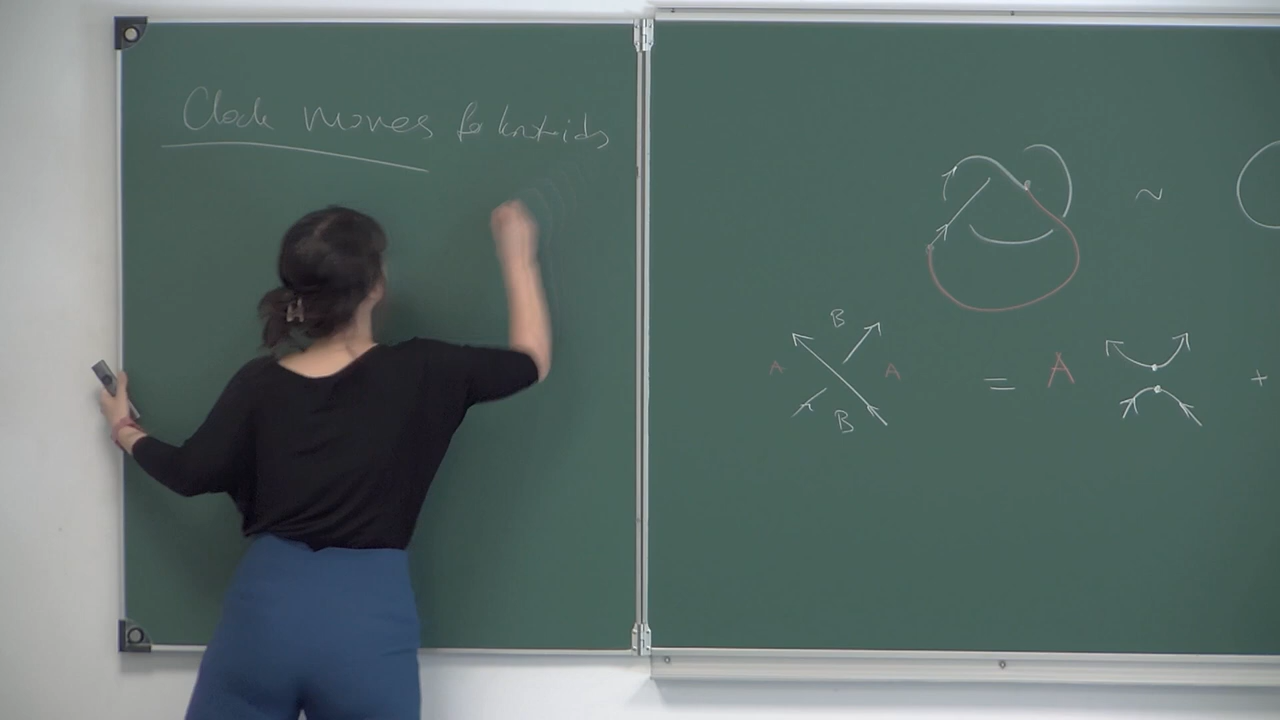 Clock moves for knotoids
~
B
A A
B
= A +